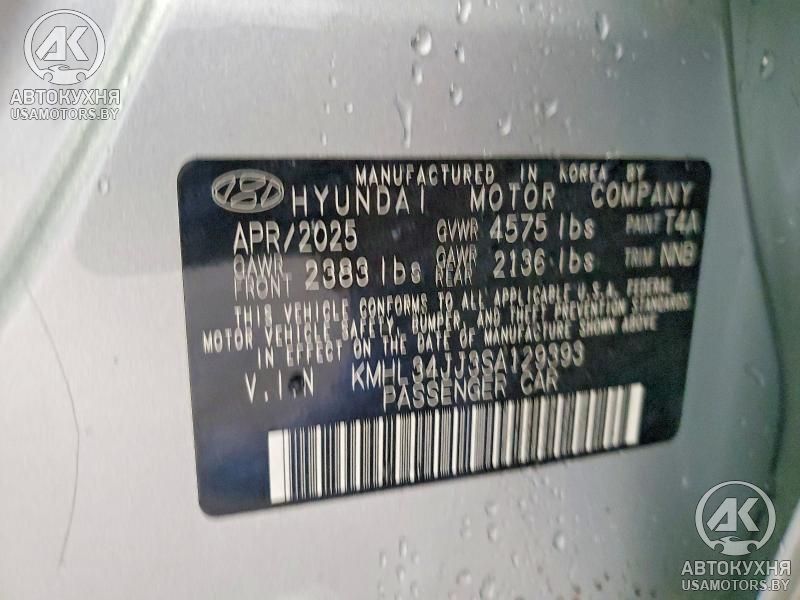 AK
АВТОКУХНЯ
USAMOTORS.BY
MANUFACTURED IN KOREA BY
HYUNDAI MOTOR COMPANY
APR/2025 GVWR 4575 lbs PAINT T4A
GAWR FRONT 2383 lbs GAWR REAR 2136 lbs TRIM NNB
THIS VEHICLE CONFORMS TO ALL APPLICABLE U.S.A. FEDERAL
MOTOR VEHICLE SAFETY, BUMPER, AND THEFT PREVENTION STANDARDS
IN EFFECT ON THE DATE OF MANUFACTURE SHOWN ABOVE
V.I.N KMHL34JJ3SA129393
PASSENGER CAR
AK
АВТОКУХНЯ
USAMOTORS.BY